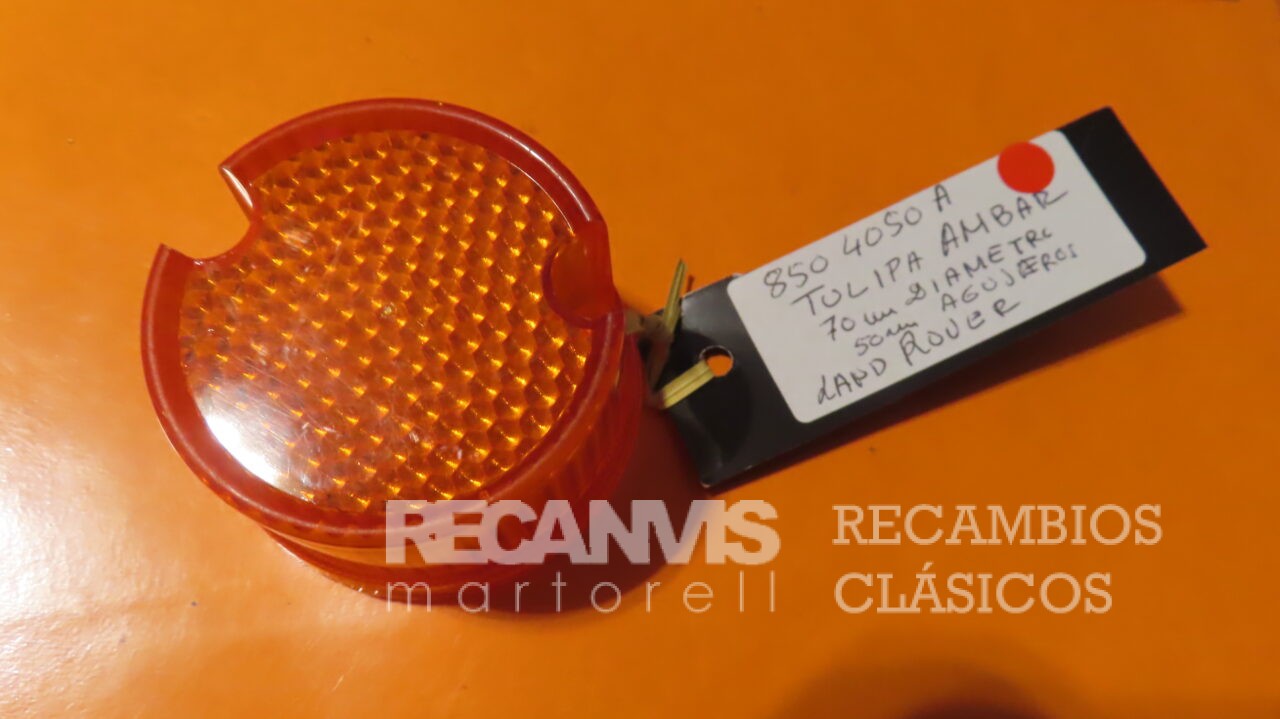 850 4050 A
TULIPA AMBAR
70 mm DIAMETRO
50 mm AGUJEROS
LAND ROVER
RECANVIS
martorell
RECAMBIOS
CLÁSICOS